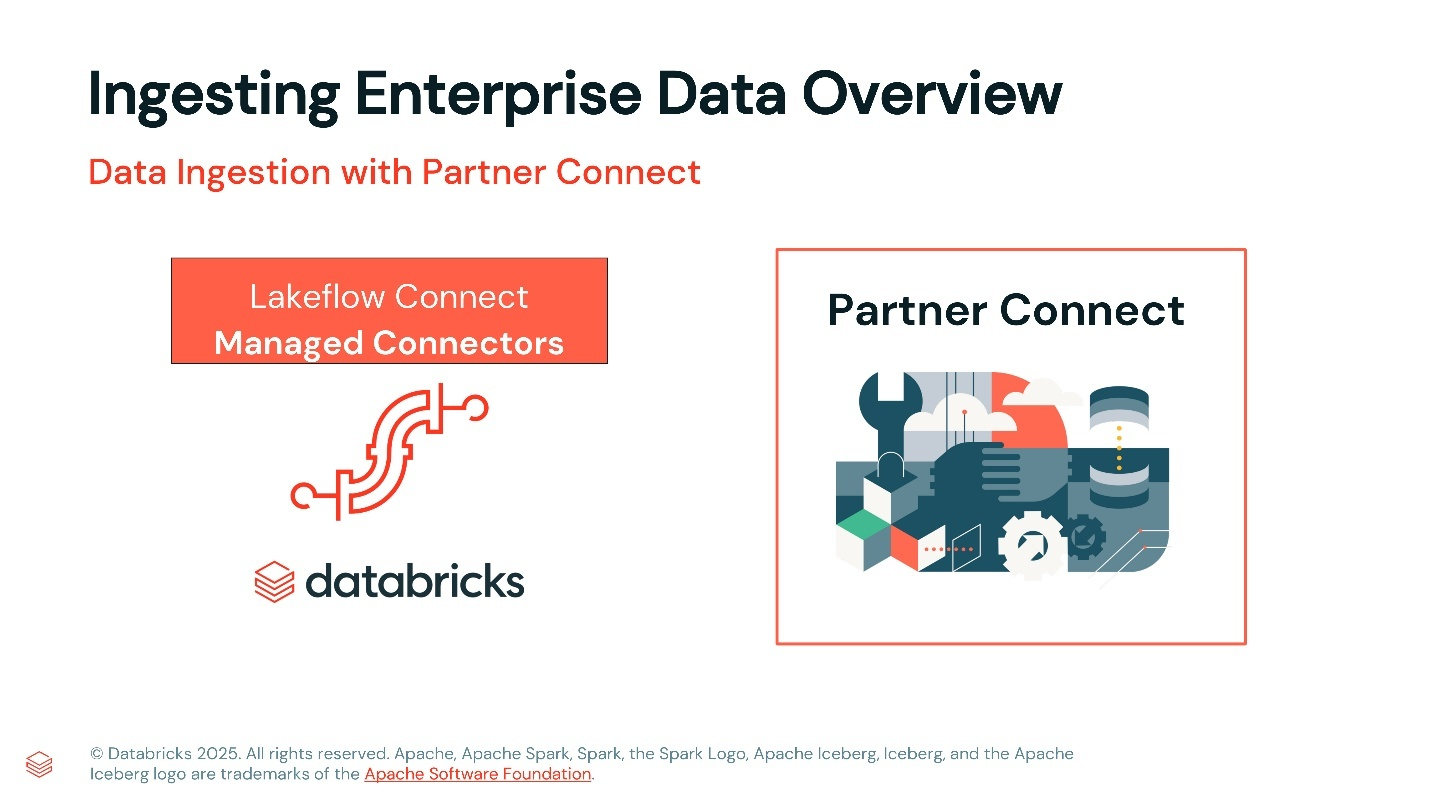 Ingesting Enterprise Data Overview
Data Ingestion with Partner Connect
Lakeflow Connect
Managed Connectors
databricks
Partner Connect
© Databricks 2025. All rights reserved. Apache, Apache Spark, Spark, the Spark Logo, Apache Iceberg, Iceberg, and the Apache
Iceberg logo are trademarks of the Apache Software Foundation.